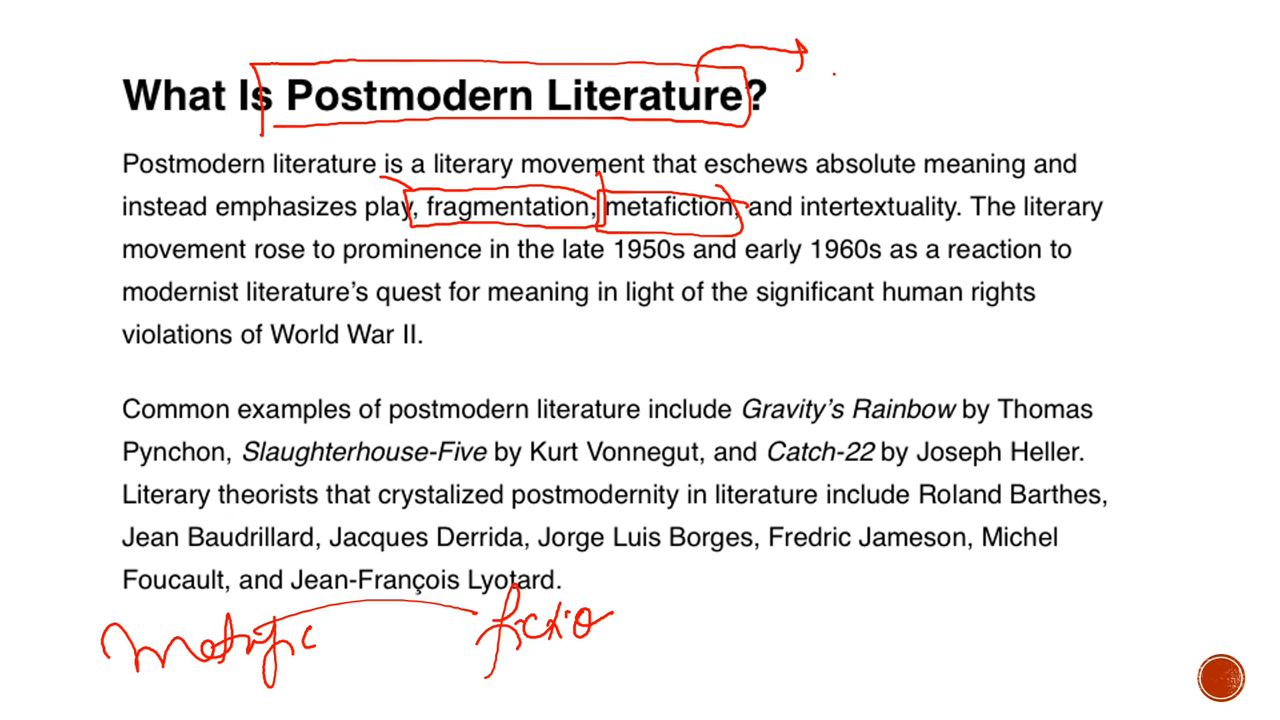 What Is Postmodern Literature?
Postmodern literature is a literary movement that eschews absolute meaning and
instead emphasizes play, fragmentation, metafiction, and intertextuality. The literary
movement rose to prominence in the late 1950s and early 1960s as a reaction to
modernist literature’s quest for meaning in light of the significant human rights
violations of World War II.
Common examples of postmodern literature include Gravity’s Rainbow by Thomas
Pynchon, Slaughterhouse-Five by Kurt Vonnegut, and Catch-22 by Joseph Heller.
Literary theorists that crystalized postmodernity in literature include Roland Barthes,
Jean Baudrillard, Jacques Derrida, Jorge Luis Borges, Fredric Jameson, Michel
Foucault, and Jean-François Lyotard.
fictio